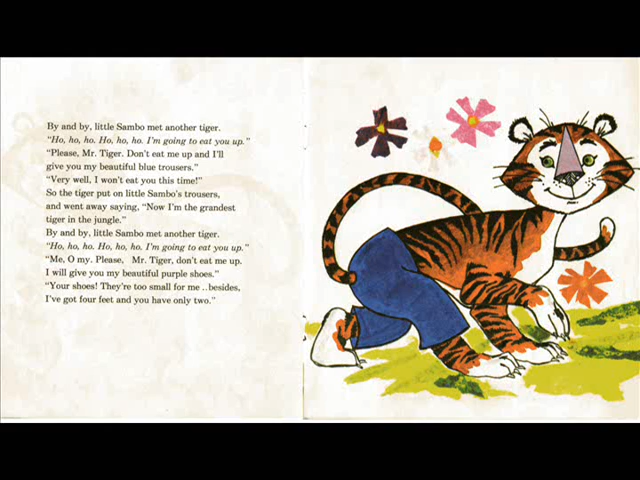 By and by, little Sambo met another tiger.
"Ho, ho, ho. Ho, ho, ho. I'm going to eat you up."
"Please, Mr. Tiger. Don't eat me up and I'll
give you my beautiful blue trousers."
"Very well, I won't eat you this time!"
So the tiger put on little Sambo's trousers,
and went away saying, "Now I'm the grandest
tiger in the jungle."
By and by, little Sambo met another tiger.
"Ho, ho, ho. Ho, ho, ho. I'm going to eat you up."
"Me, O my. Please, Mr. Tiger, don't eat me up.
I will give you my beautiful purple shoes."
"Your shoes! They're too small for me ..besides,
I've got four feet and you have only two."